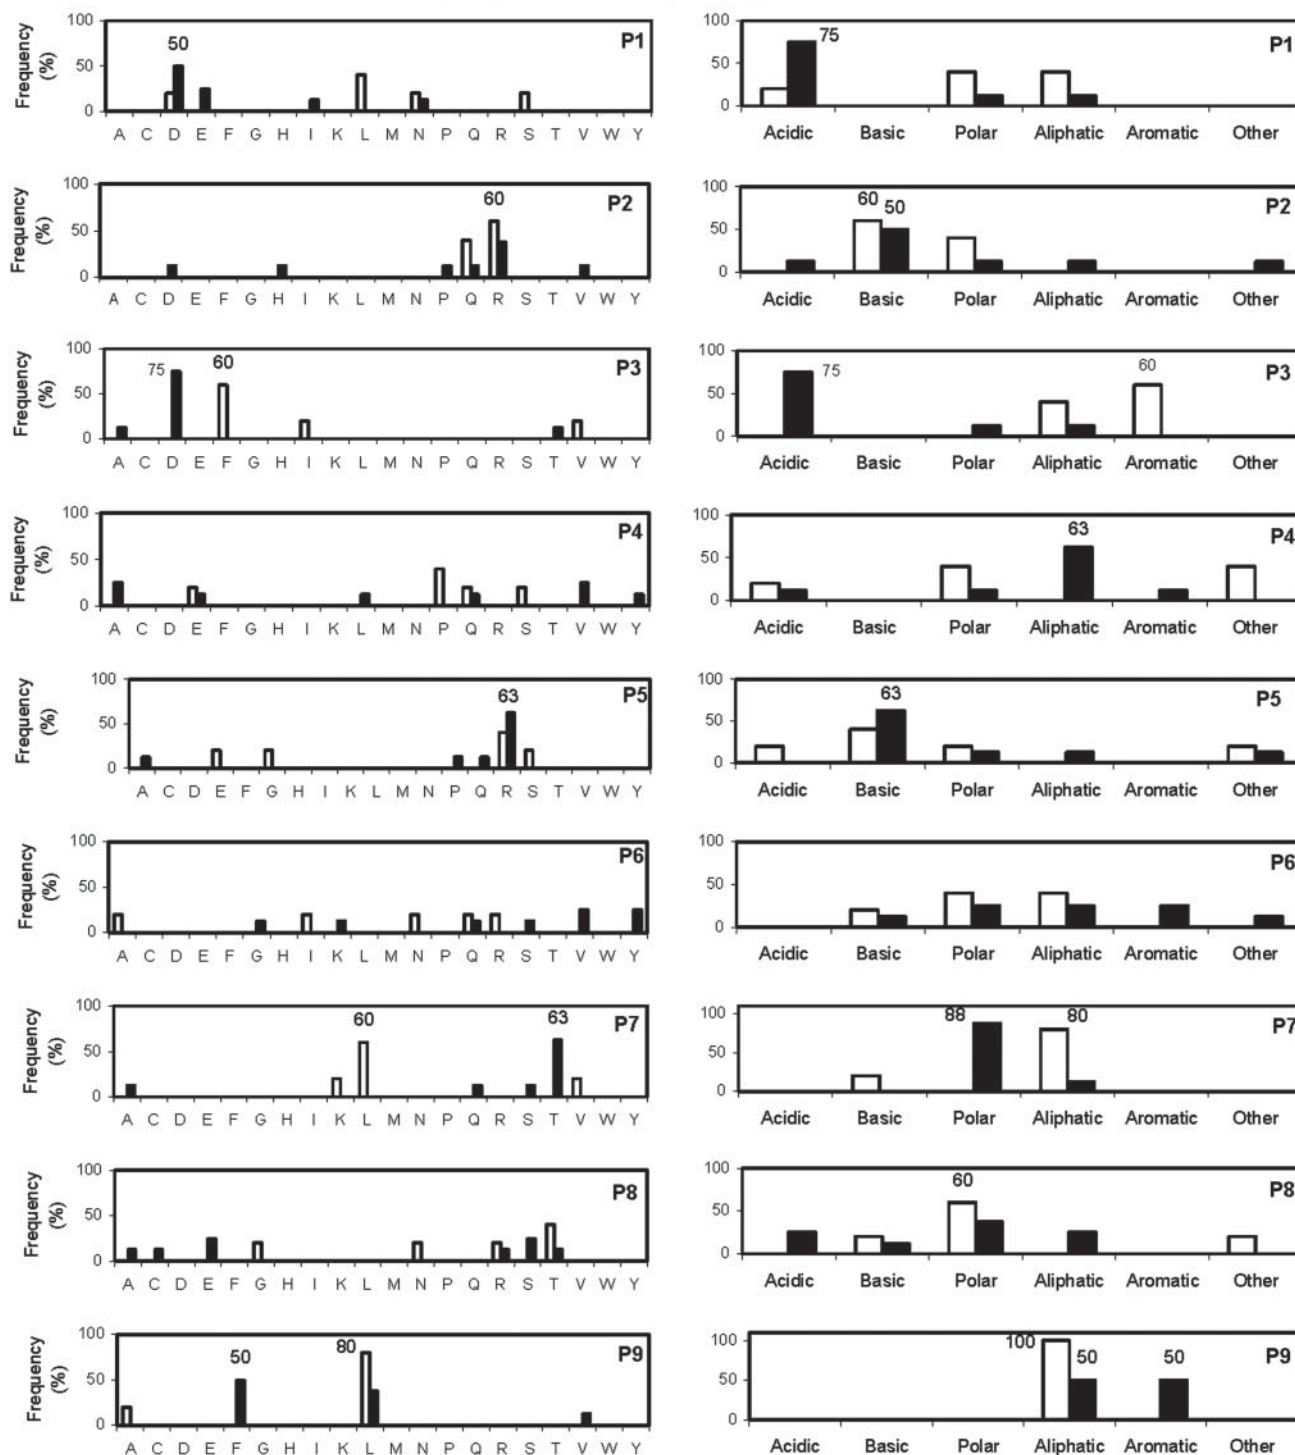 100 P1 100 P1
50 75
50 50
0 0
A C D E F G H I K L M N P Q R S T V W Y
Acidic Basic Polar Aliphatic Aromatic Other
Frequency (%)
100 P2 100 P2
60 60 50
50 50
0 0
A C D E F G H I K L M N P Q R S T V W Y
Acidic Basic Polar Aliphatic Aromatic Other
Frequency (%)
100 P3 100 P3
75 60 75 60
50 50
0 0
A C D E F G H I K L M N P Q R S T V W Y
Acidic Basic Polar Aliphatic Aromatic Other
Frequency (%)
100 P4 100 P4
63
50 50
0 0
A C D E F G H I K L M N P Q R S T V W Y
Acidic Basic Polar Aliphatic Aromatic Other
Frequency (%)
100 P5 100 P5
63 63
50 50
0 0
A C D E F G H I K L M N P Q R S T V W Y
Acidic Basic Polar Aliphatic Aromatic Other
Frequency (%)
100 P6 100 P6
50 50
0 0
A C D E F G H I K L M N P Q R S T V W Y
Acidic Basic Polar Aliphatic Aromatic Other
Frequency (%)
100 P7 100 P7
60 63 88 80
50 50
0 0
A C D E F G H I K L M N P Q R S T V W Y
Acidic Basic Polar Aliphatic Aromatic Other
Frequency (%)
100 P8 100 P8
60
50 50
0 0
A C D E F G H I K L M N P Q R S T V W Y
Acidic Basic Polar Aliphatic Aromatic Other
Frequency (%)
100 P9 100 P9
50 80 100 50 50
50 50
0 0
A C D E F G H I K L M N P Q R S T V W Y
Acidic Basic Polar Aliphatic Aromatic Other
Frequency (%)